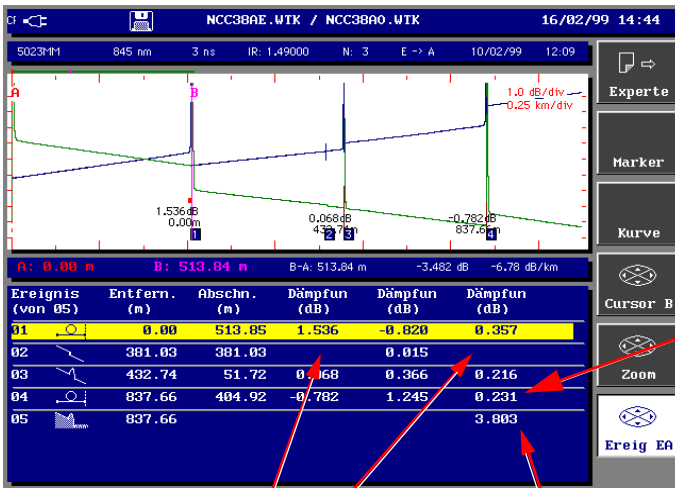 CF NCC38AE.WTK / NCC38AO.WTK 16/02/99 14:44
5023MM 845 nm 3 ns IR: 1.49000 N: 3 E -> A 10/02/99 12:09
A B 1.0 dB/div
0.25 km/div
1.536dB 0.068dB -0.782dB
0.00m 837.66m
1 2 3 4
A: 0.00 m B: 513.84 m B-A: 513.84 m -3.482 dB -6.78 dB/km
Ereignis Entfern. Abschn. Dämpfun Dämpfun Dämpfun
(von 05) (m) (m) (dB) (dB) (dB)
01 0.00 513.85 1.536 -0.820 0.357
02 381.03 381.03 0.015
03 432.74 51.72 0.068 0.366 0.216
04 837.66 404.92 -0.782 1.245 0.231
05 837.66 3.803
Experte
Marker
Kurve
Cursor B
Zoom
Ereig EA